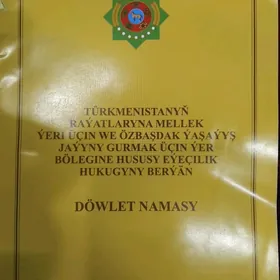 TÜRKMENISTANYŇ
RAÝATLARYNA MELLEK
ÝERI ÜÇIN WE ÖZBAŞDAK ÝAŞAÝYŞ
JAÝYNY GURMAK ÜÇIN ÝER
BÖLEGINE HUSUSY EÝEÇILIK
HUKUGYNY BERÝÄN
DÖWLET NAMASY